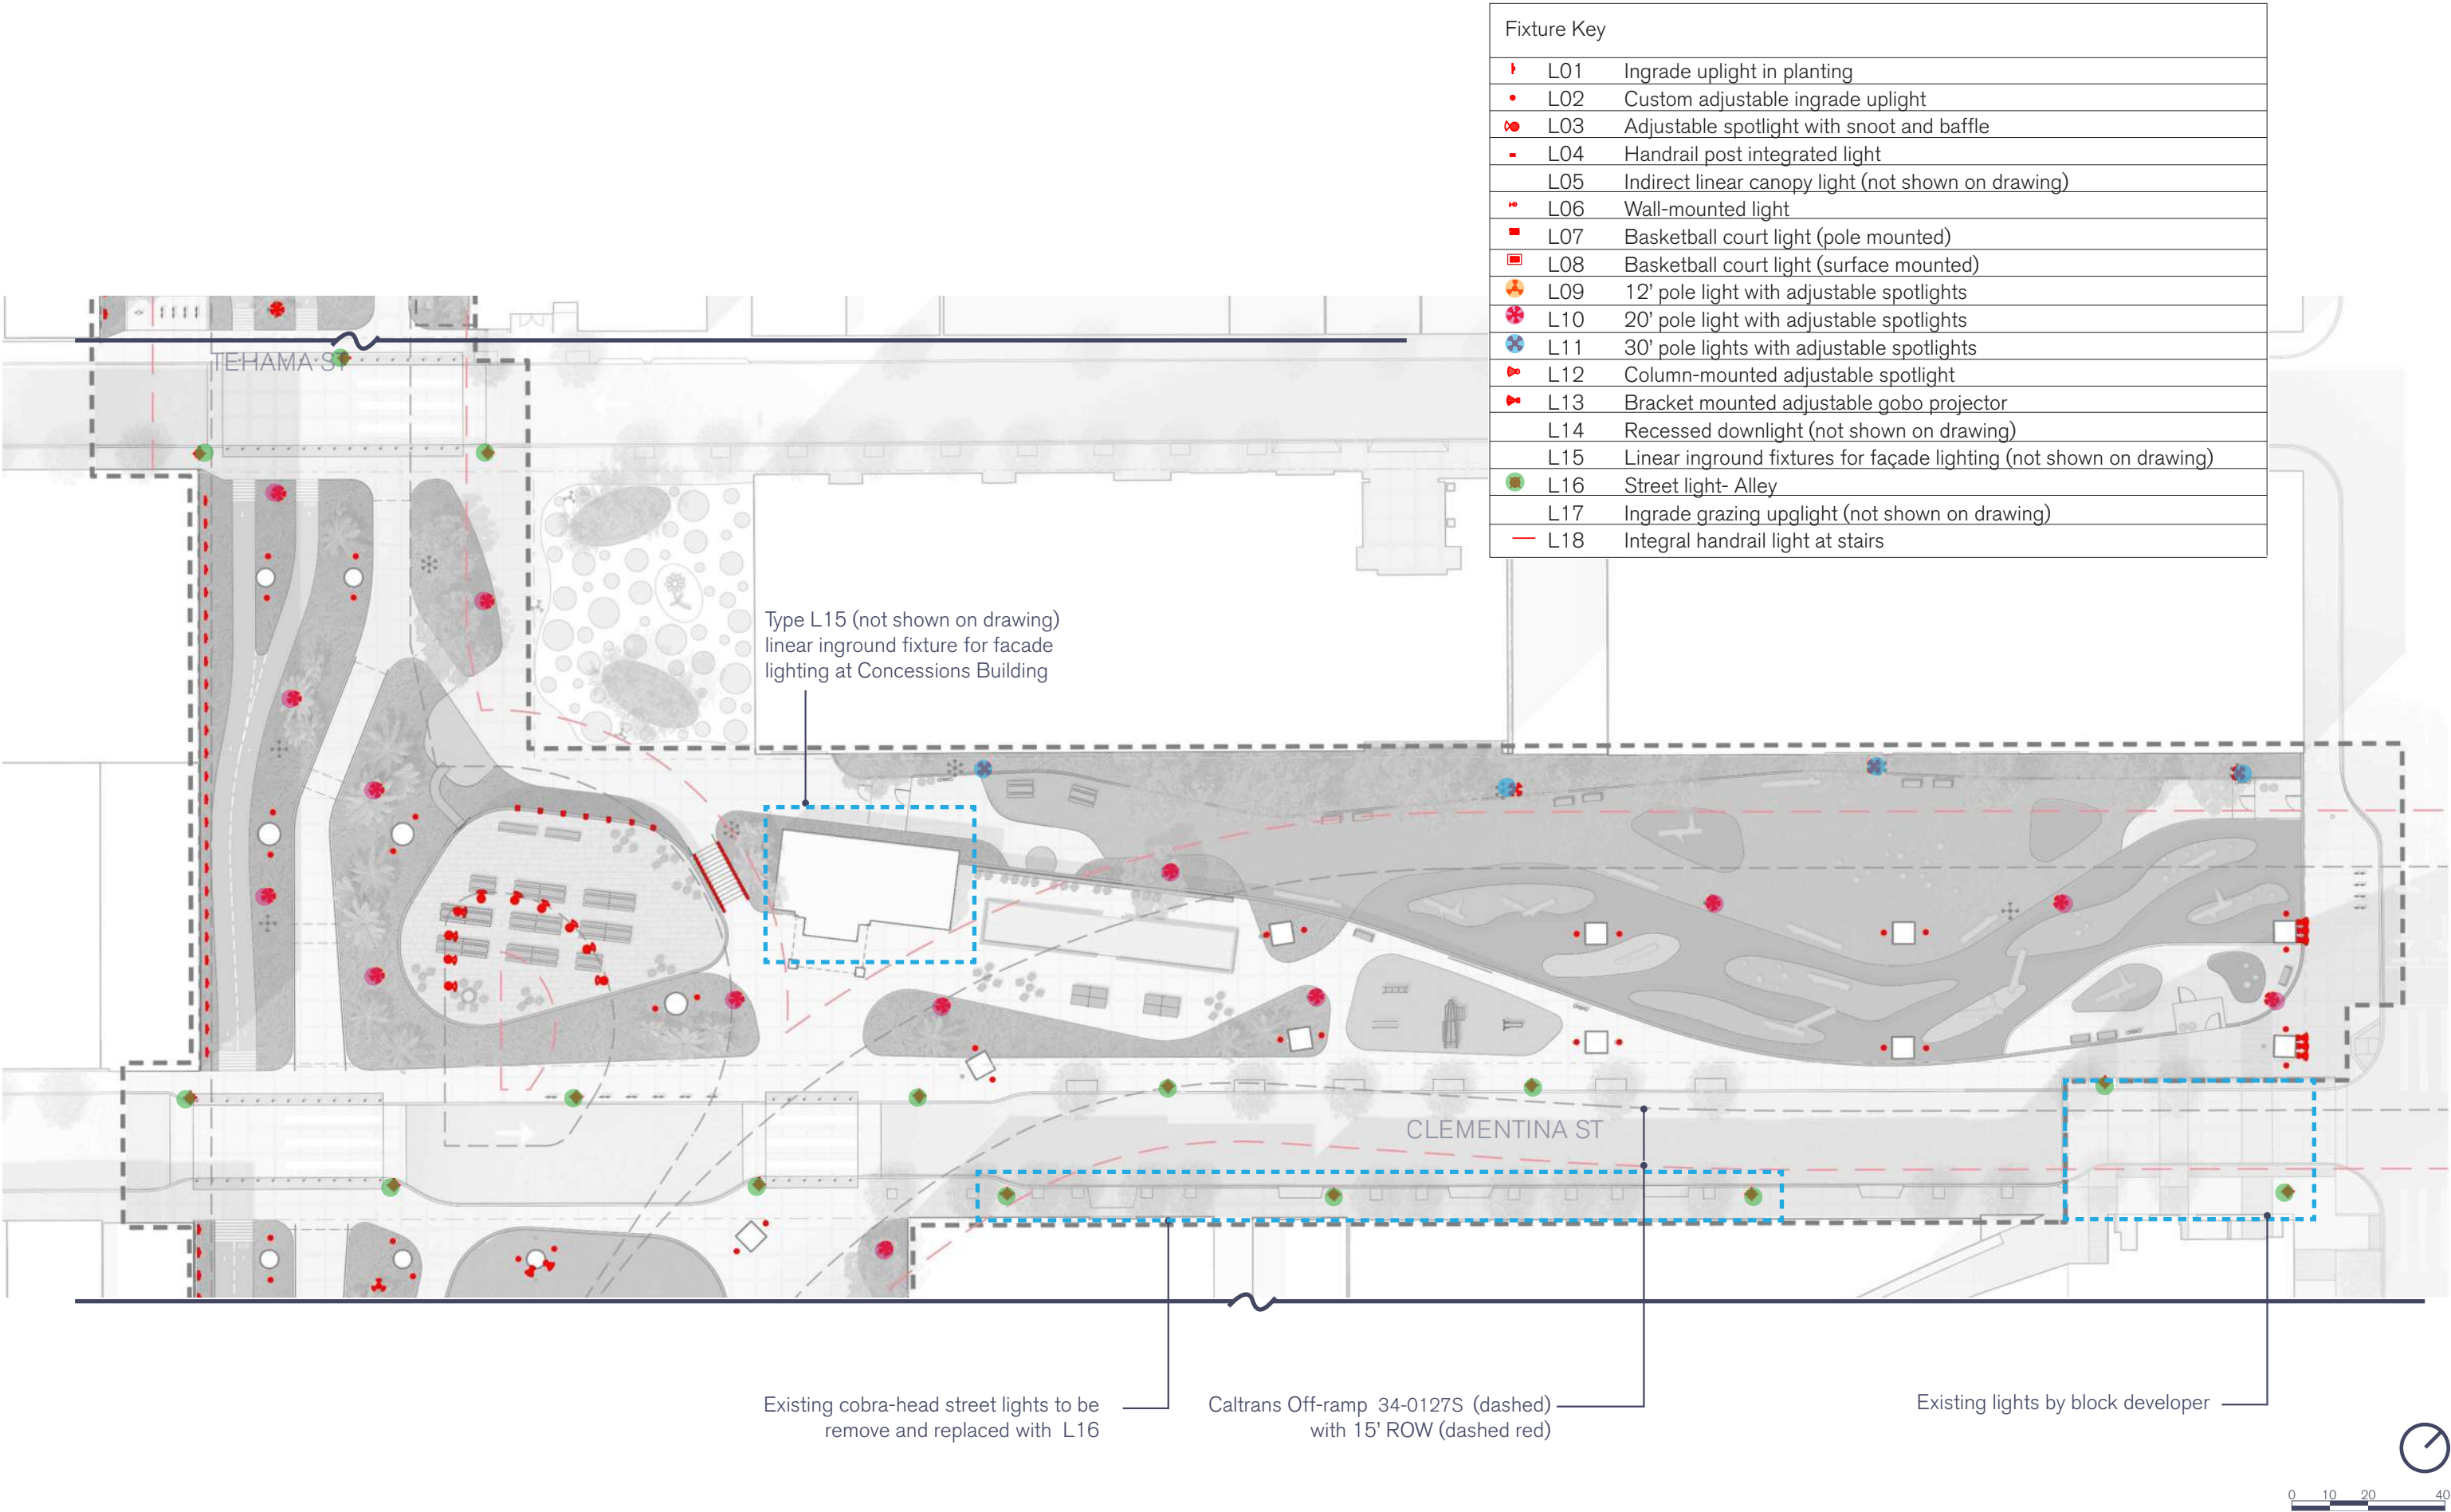 Fixture Key
L01 Ingrade uplight in planting
L02 Custom adjustable ingrade uplight
L03 Adjustable spotlight with snoot and baffle
L04 Handrail post integrated light
L05 Indirect linear canopy light (not shown on drawing)
L06 Wall-mounted light
L07 Basketball court light (pole mounted)
L08 Basketball court light (surface mounted)
L09 12' pole light with adjustable spotlights
L10 20' pole light with adjustable spotlights
L11 30' pole lights with adjustable spotlights
L12 Column-mounted adjustable spotlight
L13 Bracket mounted adjustable gobo projector
L14 Recessed downlight (not shown on drawing)
L15 Linear inground fixtures for façade lighting (not shown on drawing)
L16 Street light- Alley
L17 Ingrade grazing upglight (not shown on drawing)
L18 Integral handrail light at stairs
TEHAMA ST
Type L15 (not shown on drawing)
linear inground fixture for facade
lighting at Concessions Building
CLEMENTINA ST
Existing cobra-head street lights to be
remove and replaced with L16
Caltrans Off-ramp 34-0127S (dashed)
with 15' ROW (dashed red)
Existing lights by block developer
0 10 20 40